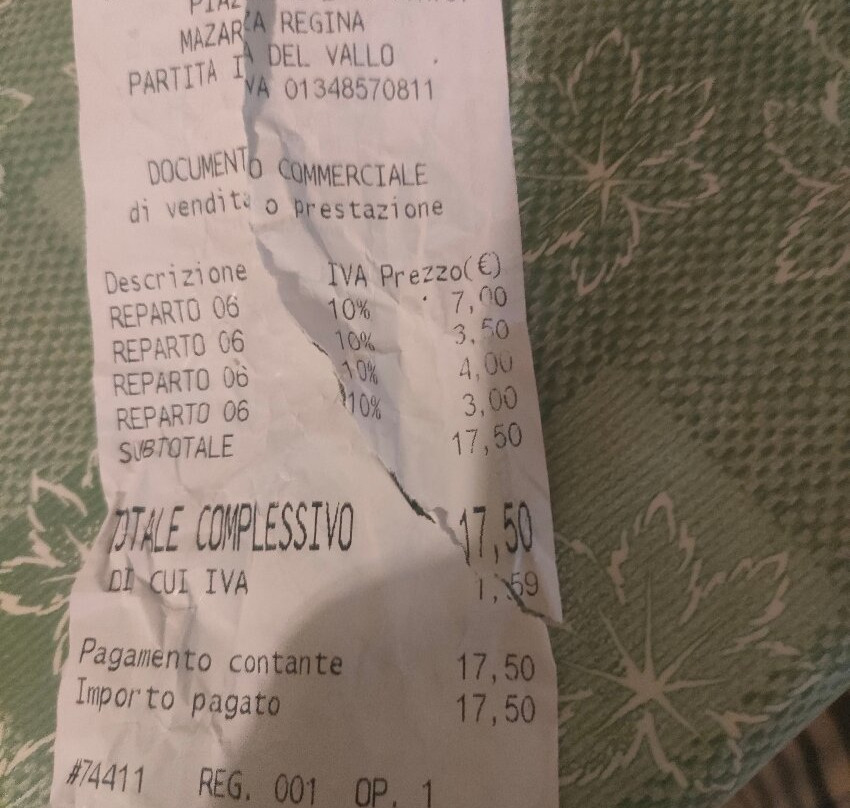 REGINA
MAZARA DEL VALLO
PARTITA IVA 01348570811
DOCUMENTO COMMERCIALE
di vendita o prestazione
Descrizione IVA Prezzo(€)
REPARTO 06 10% 7,00
REPARTO 06 10% 3,50
REPARTO 06 10% 4,00
REPARTO 06 10% 3,00
SUBTOTALE 17,50
TOTALE COMPLESSIVO 17,50
DI CUI IVA 1,59
Pagamento contante 17,50
Importo pagato 17,50
#74411 REG. 001 OP. 1